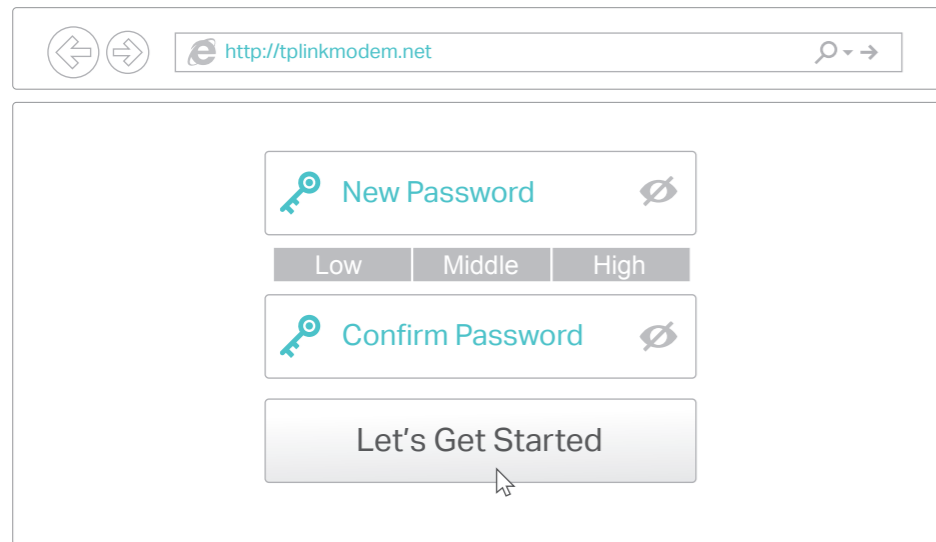 http://tplinkmodem.net
New Password
Low Middle High
Confirm Password
Let's Get Started